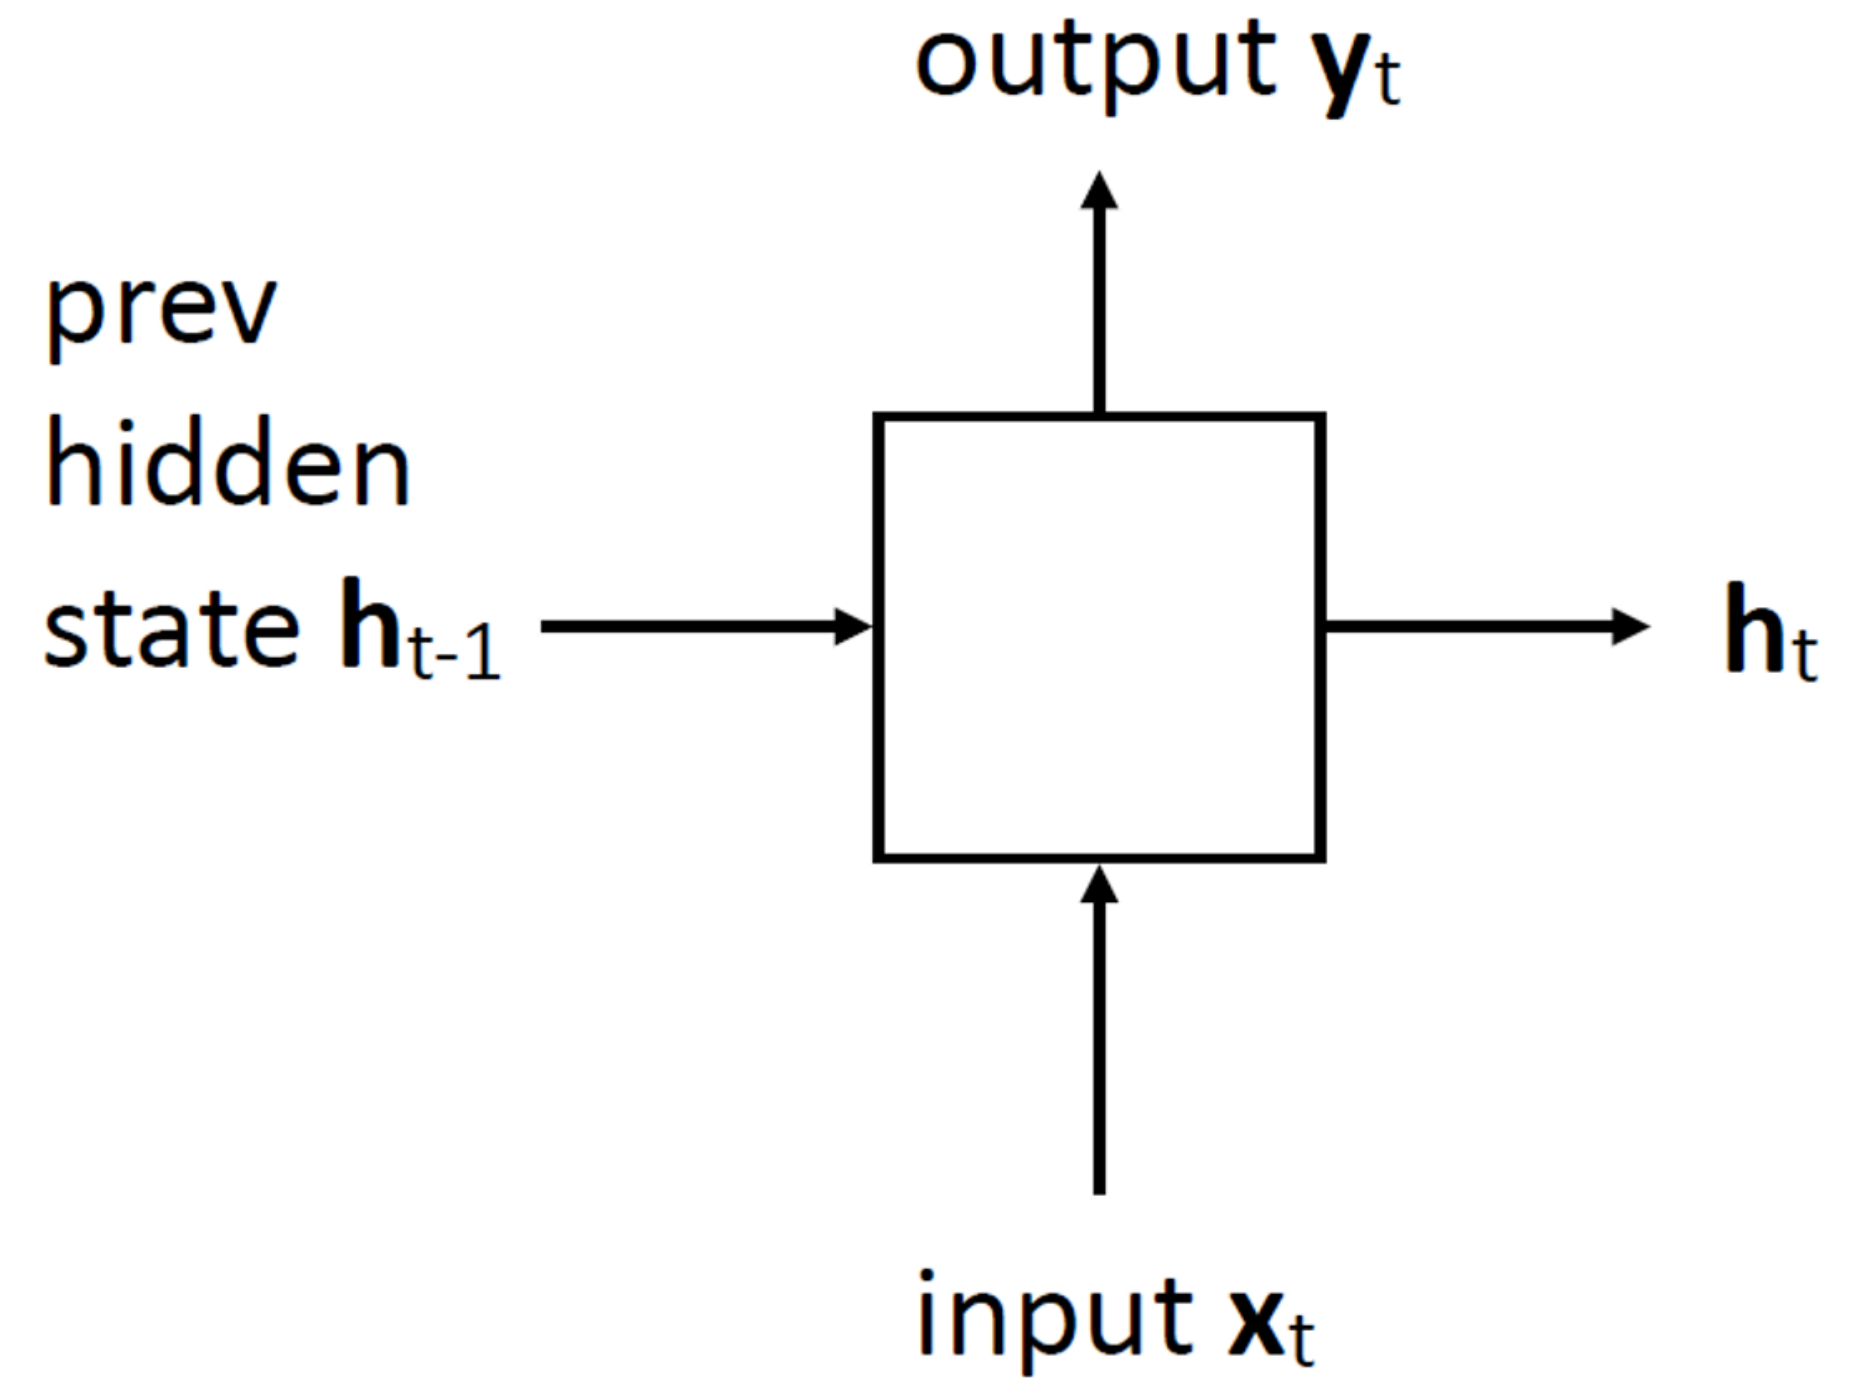 output yt
prev
hidden
state ht-1
ht
input xt